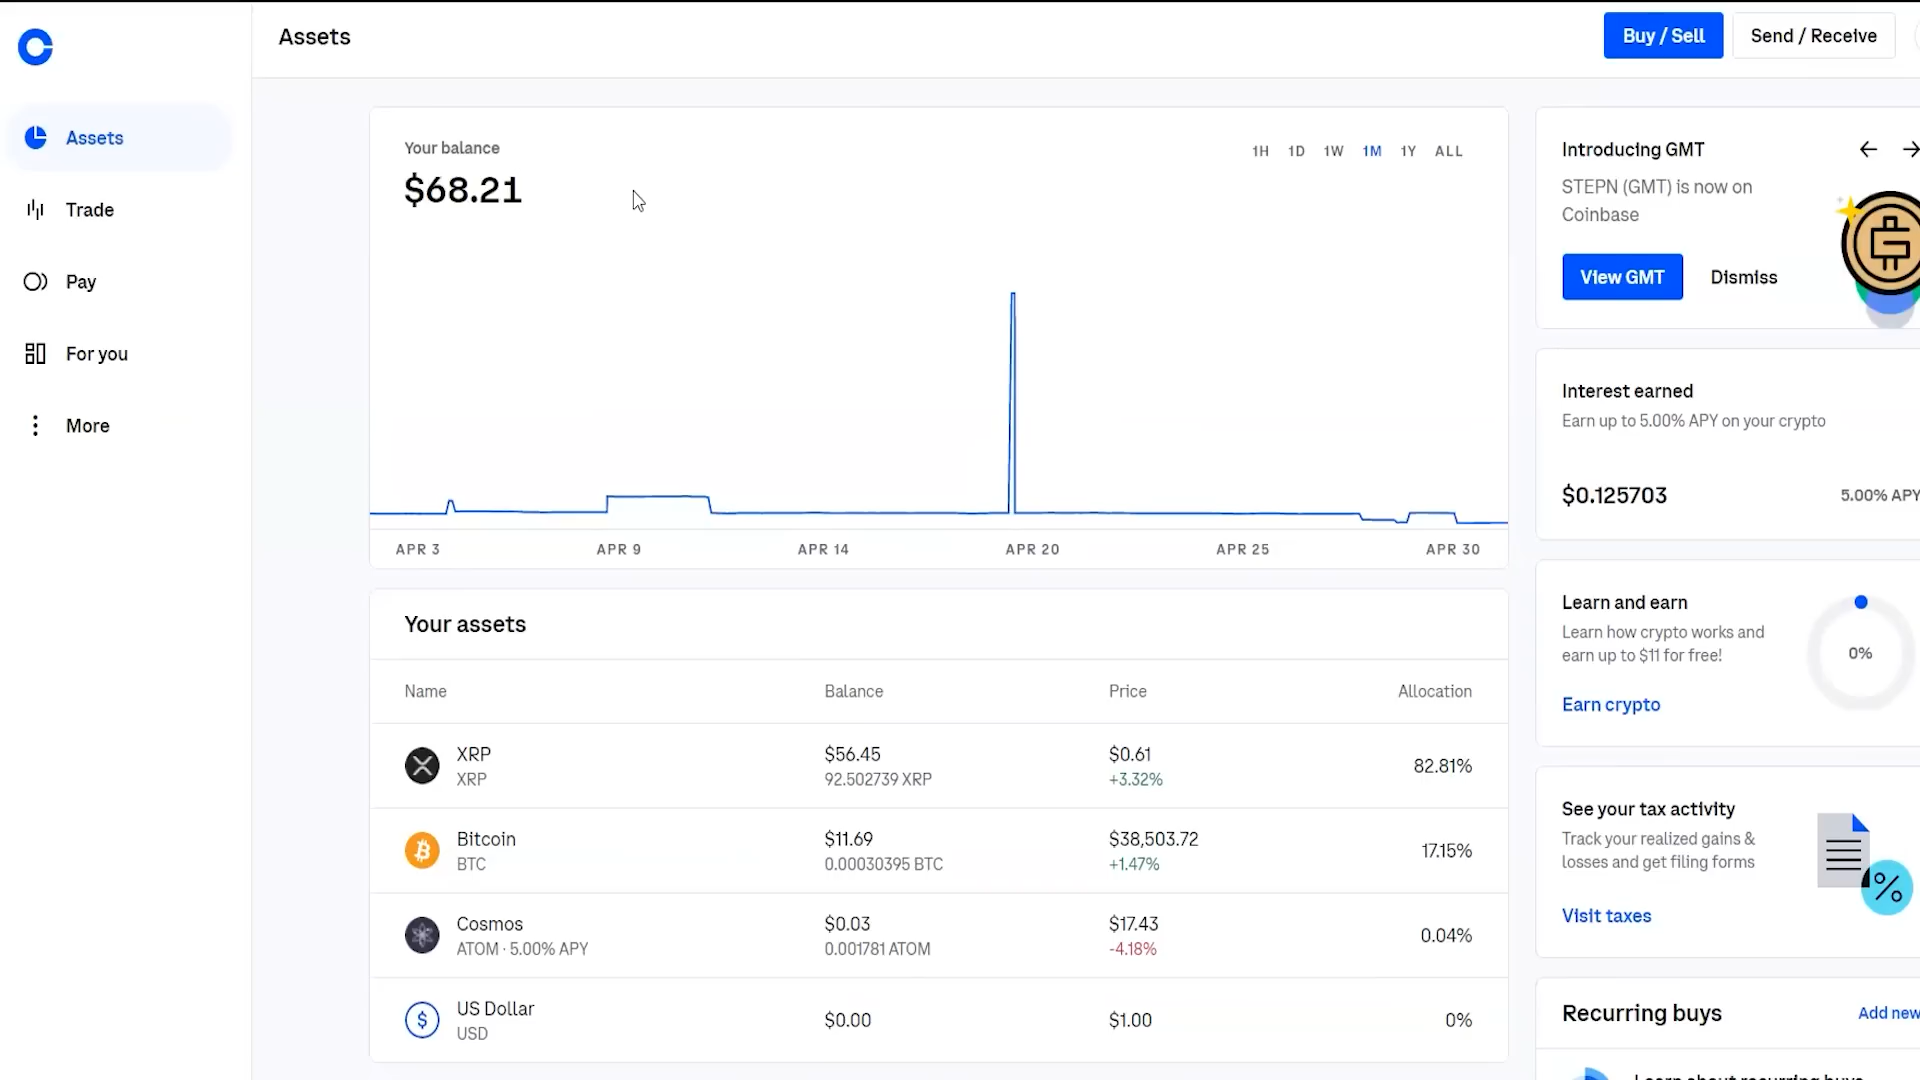 Assets
Buy / Sell
Send / Receive
Assets
Trade
Pay
For you
More
Your balance
$68.21
1H 1D 1W 1M 1Y ALL
APR 3 APR 9 APR 14 APR 20 APR 25 APR 30
Your assets
Name Balance Price Allocation
XRP $56.45 $0.61 82.81%
XRP 92.502739 XRP +3.32%
Bitcoin $11.69 $38,503.72 17.15%
BTC 0.00030395 BTC +1.47%
Cosmos $0.03 $17.43 0.04%
ATOM · 5.00% APY 0.001781 ATOM -4.18%
US Dollar $0.00 $1.00 0%
USD
Introducing GMT
STEPN (GMT) is now on
Coinbase
View GMT Dismiss
Interest earned
Earn up to 5.00% APY on your crypto
$0.125703 5.00% APY
Learn and earn
Learn how crypto works and
earn up to $11 for free!
0%
Earn crypto
See your tax activity
Track your realized gains &
losses and get filing forms
%
Visit taxes
Recurring buys Add new
Learn about recurring buys